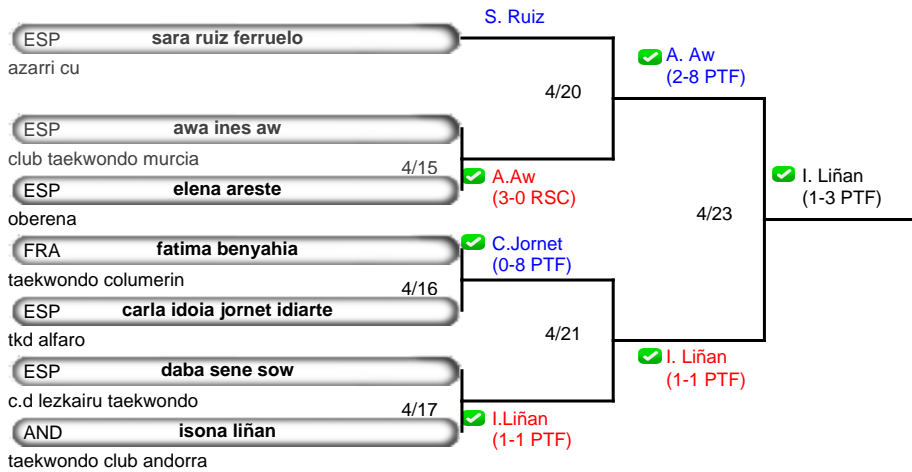 S. Ruiz
ESP sara ruiz ferruelo
azarri cu
A. Aw
(2-8 PTF)
4/20
ESP awa ines aw
club taekwondo murcia
4/15
A.Aw
(3-0 RSC)
ESP elena areste
oberena
I. Liñan
(1-3 PTF)
4/23
FRA fatima benyahia
taekwondo columerin
C.Jornet
(0-8 PTF)
4/16
ESP carla idoia jornet idiarte
tkd alfaro
4/21
I. Liñan
(1-1 PTF)
ESP daba sene sow
c.d lezkairu taekwondo
4/17
I.Liñan
(1-1 PTF)
AND isona liñan
taekwondo club andorra